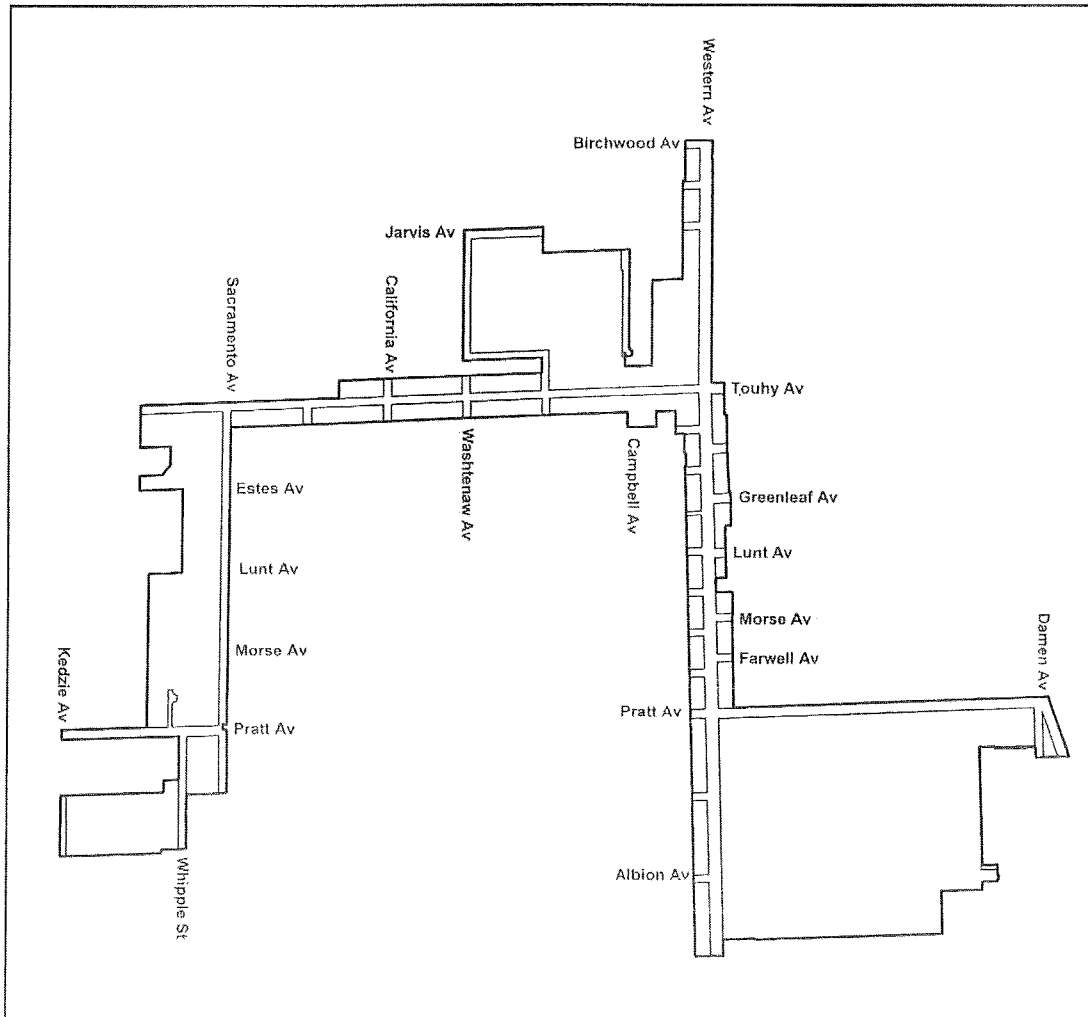 Western Av
Birchwood Av
Jarvis Av
Sacramento Av
California Av
Touhy Av
Washtenaw Av
Campbell Av
Estes Av
Greenleaf Av
Lunt Av
Lunt Av
Morse Av
Damen Av
Morse Av
Farwell Av
Kedzie Av
Pratt Av
Pratt Av
Whipple St
Albion Av